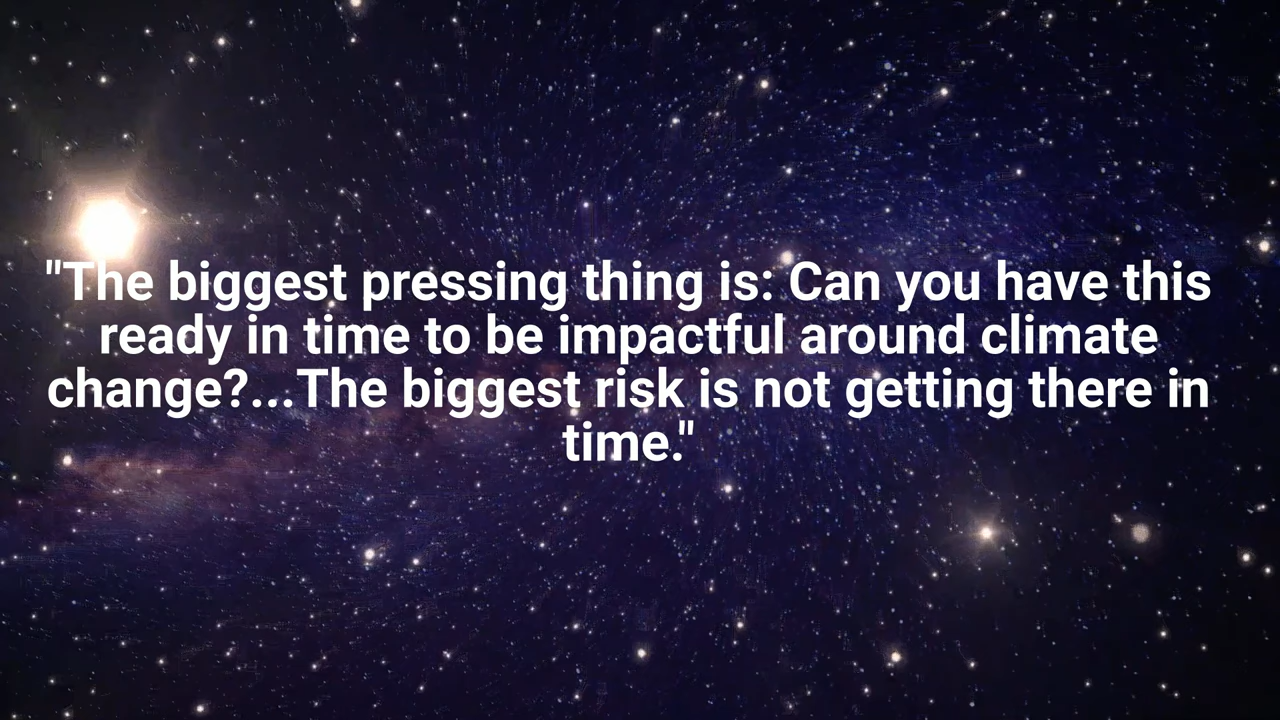 "The biggest pressing thing is: Can you have this
ready in time to be impactful around climate
change?...The biggest risk is not getting there in
time."